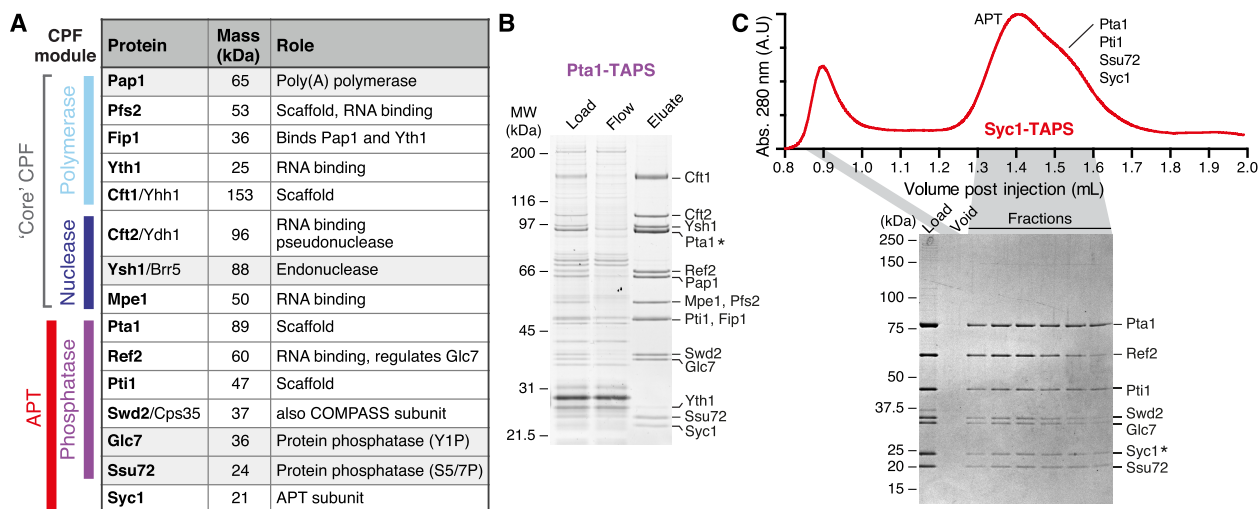 A
CPF
module
Protein
Mass
(kDa)
Role
'Core' CPF
Polymerase
Nuclease
APT
Phosphatase
Pap1 65 Poly(A) polymerase
Pfs2 53 Scaffold, RNA binding
Fip1 36 Binds Pap1 and Yth1
Yth1 25 RNA binding
Cft1/Yhh1 153 Scaffold
Cft2/Ydh1 96 RNA binding
pseudonuclease
Ysh1/Brr5 88 Endonuclease
Mpe1 50 RNA binding
Pta1 89 Scaffold
Ref2 60 RNA binding, regulates Glc7
Pti1 47 Scaffold
Swd2/Cps35 37 also COMPASS subunit
Glc7 36 Protein phosphatase (Y1P)
Ssu72 24 Protein phosphatase (S5/7P)
Syc1 21 APT subunit
B
Pta1-TAPS
MW
(kDa)
Load
Flow
Eluate
200
116
97
66
45
31
21.5
Cft1
Cft2
Ysh1
Pta1*
Ref2
Pap1
Mpe1, Pfs2
Pti1, Fip1
Swd2
Glc7
Yth1
Ssu72
Syc1
C
Abs. 280 nm (A.U)
APT
Pta1
Pti1
Ssu72
Syc1
Syc1-TAPS
0.8 0.9 1.0 1.1 1.2 1.3 1.4 1.5 1.6 1.7 1.8 1.9 2.0
Volume post injection (mL)
(kDa)
Load
Void
Fractions
250
150
100
75
50
37.5
25
20
15
Pta1
Ref2
Pti1
Swd2
Glc7
Syc1*
Ssu72